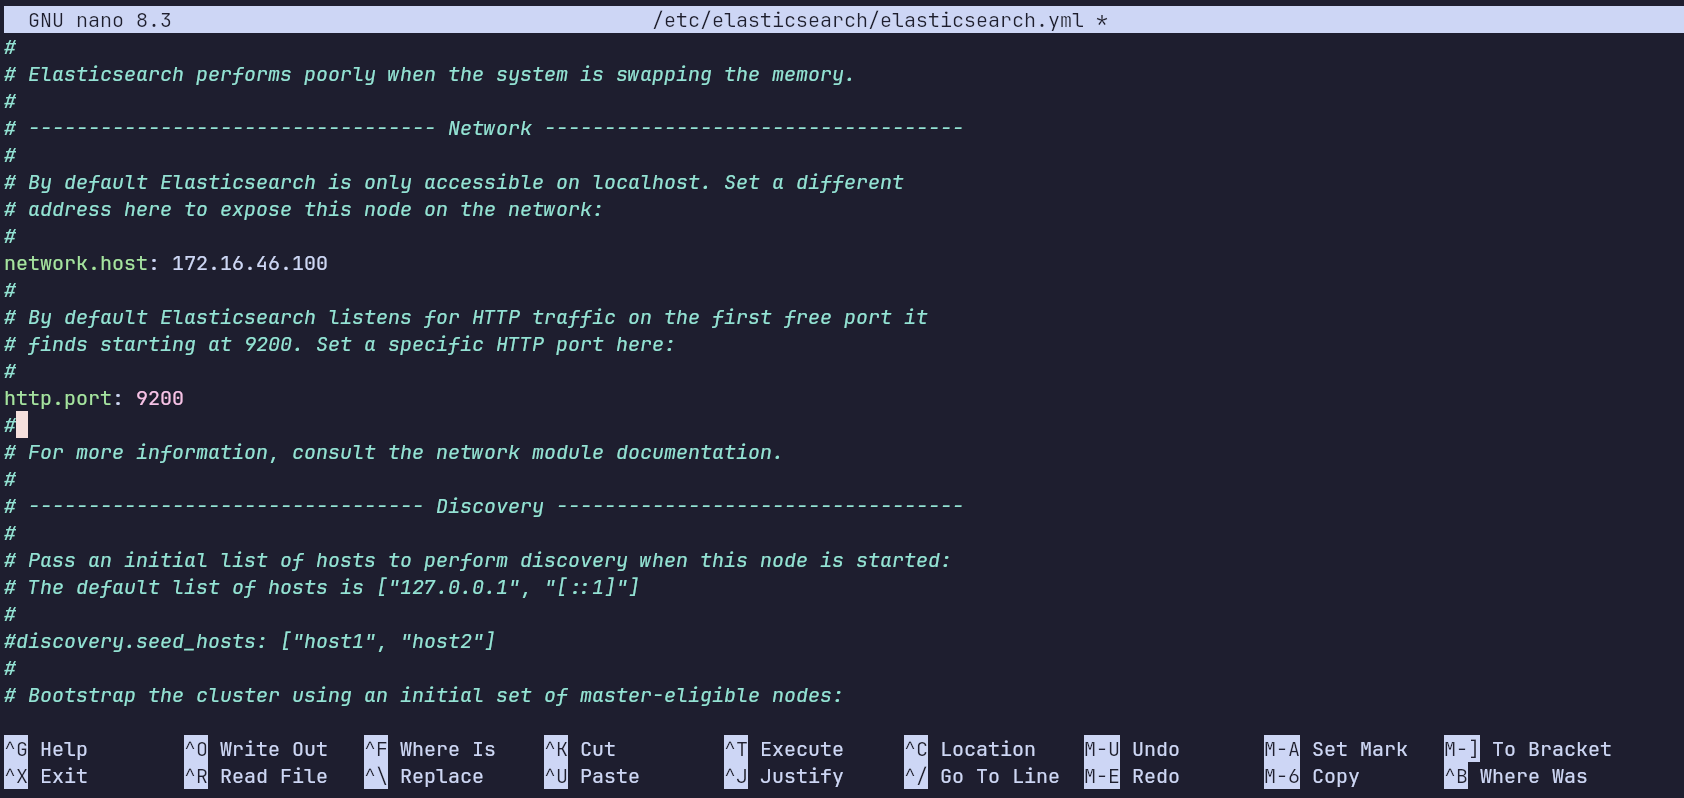 GNU nano 8.3 /etc/elasticsearch/elasticsearch.yml *
#
# Elasticsearch performs poorly when the system is swapping the memory.
#
# ---------------------------------- Network -----------------------------------
#
# By default Elasticsearch is only accessible on localhost. Set a different
# address here to expose this node on the network:
#
network.host: 172.16.46.100
#
# By default Elasticsearch listens for HTTP traffic on the first free port it
# finds starting at 9200. Set a specific HTTP port here:
#
http.port: 9200
#
# For more information, consult the network module documentation.
#
# --------------------------------- Discovery ----------------------------------
#
# Pass an initial list of hosts to perform discovery when this node is started:
# The default list of hosts is ["127.0.0.1", "[::1]"]
#
#discovery.seed_hosts: ["host1", "host2"]
#
# Bootstrap the cluster using an initial set of master-eligible nodes:
^G Help ^O Write Out ^F Where Is ^K Cut ^T Execute ^C Location M-U Undo M-A Set Mark M-] To Bracket
^X Exit ^R Read File ^\ Replace ^U Paste ^J Justify ^/ Go To Line M-E Redo M-6 Copy ^B Where Was